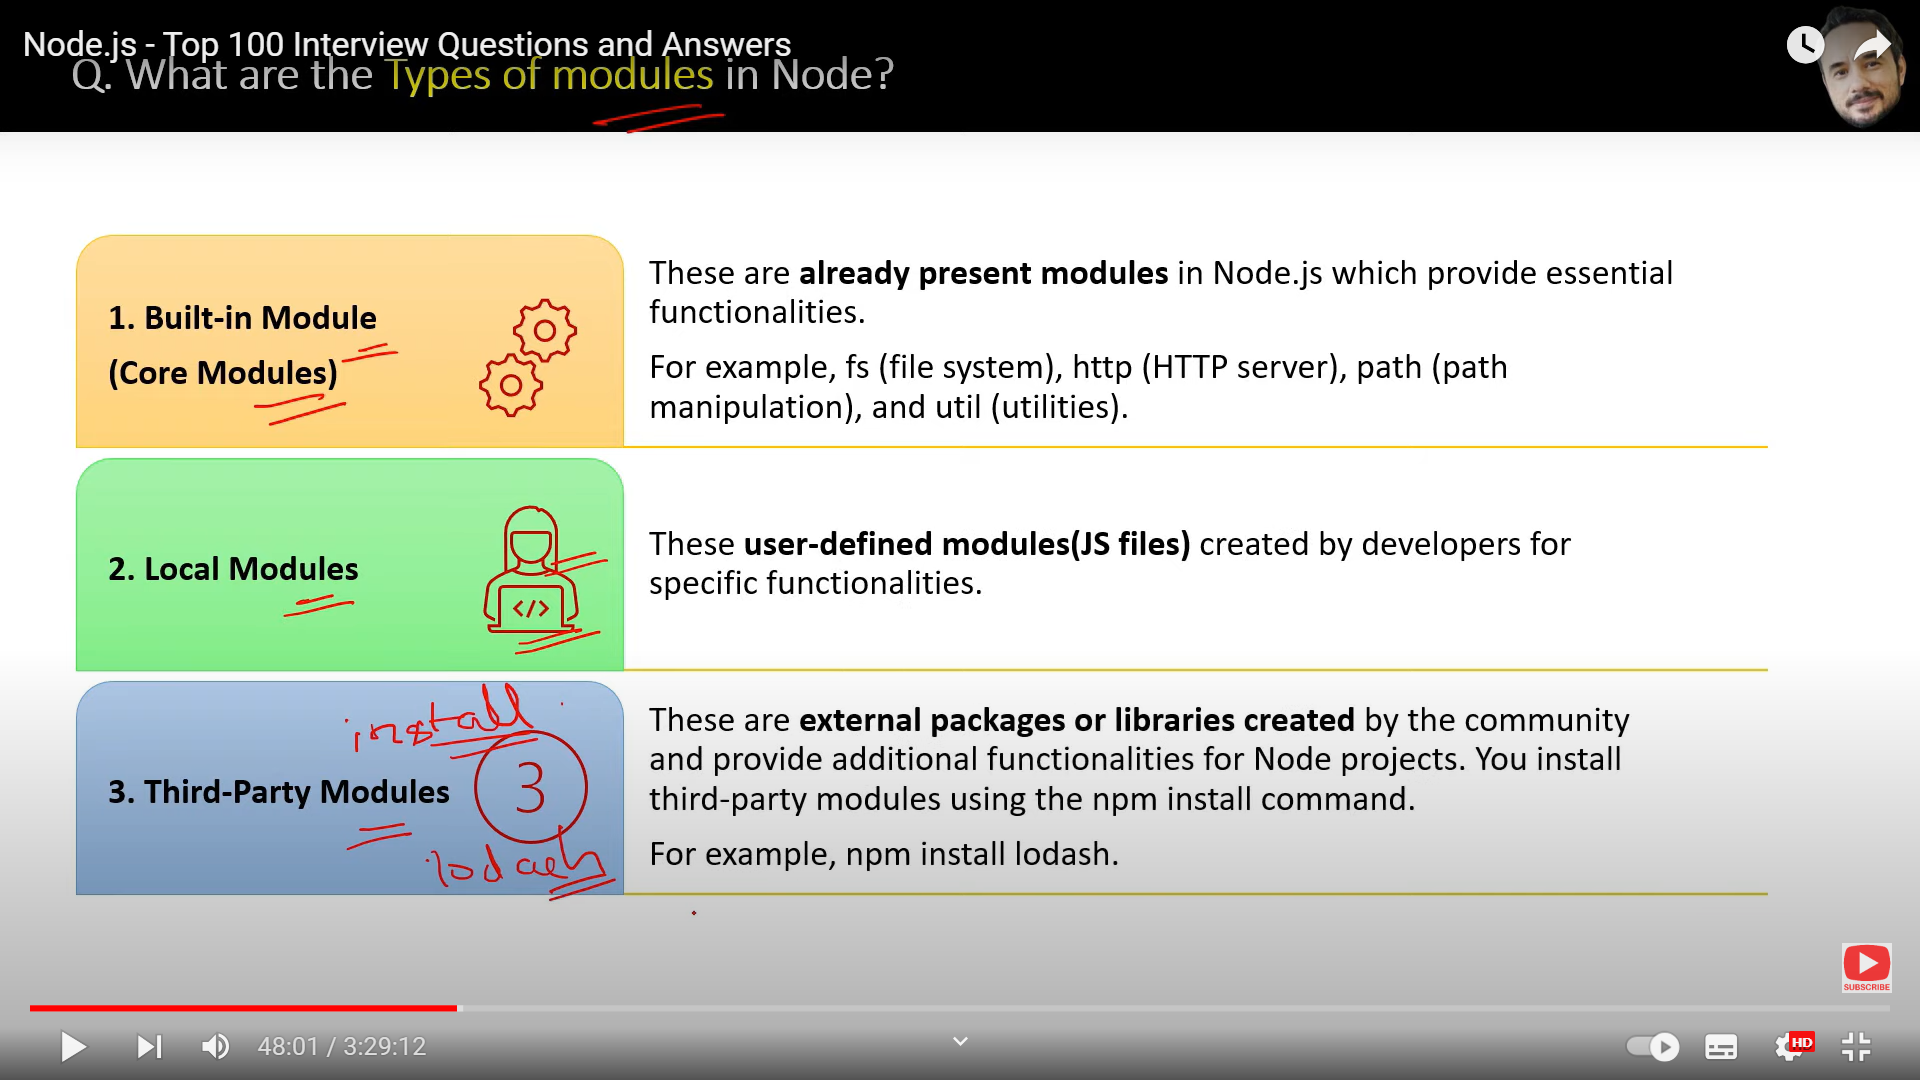 Node.js - Top 100 Interview Questions and Answers
Q. What are the Types of modules in Node?
1. Built-in Module
(Core Modules)
These are already present modules in Node.js which provide essential
functionalities.
For example, fs (file system), http (HTTP server), path (path
manipulation), and util (utilities).
2. Local Modules
</>
These user-defined modules(JS files) created by developers for
specific functionalities.
install
3. Third-Party Modules
3
lodash
These are external packages or libraries created by the community
and provide additional functionalities for Node projects. You install
third-party modules using the npm install command.
For example, npm install lodash.
SUBSCRIBE
48:01 / 3:29:12
HD